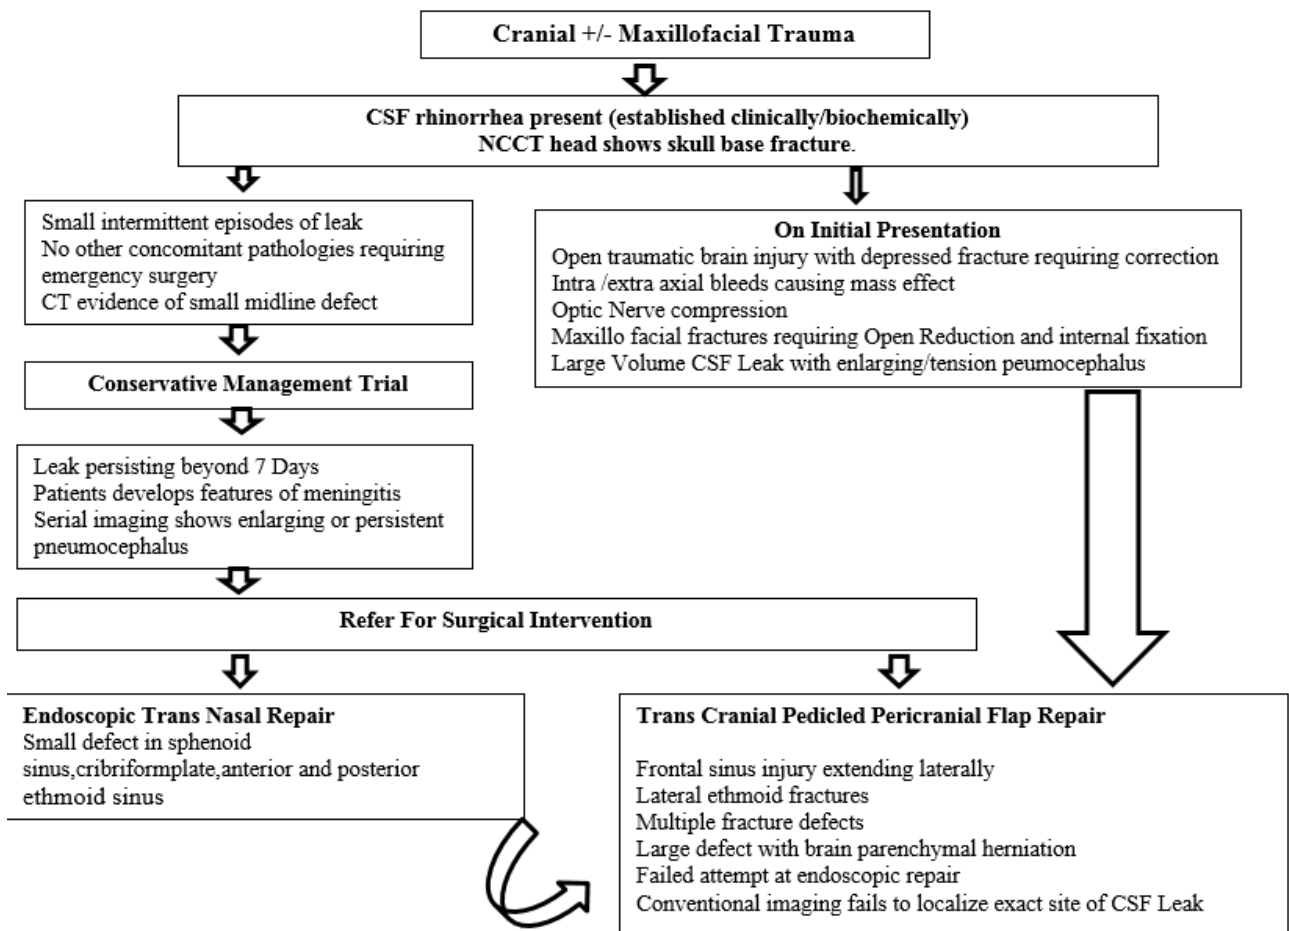 Cranial +/- Maxillofacial Trauma
CSF rhinorrhea present (established clinically/biochemically)
NCCT head shows skull base fracture.
Small intermittent episodes of leak
No other concomitant pathologies requiring
emergency surgery
CT evidence of small midline defect
On Initial Presentation
Open traumatic brain injury with depressed fracture requiring correction
Intra /extra axial bleeds causing mass effect
Optic Nerve compression
Maxillo facial fractures requiring Open Reduction and internal fixation
Large Volume CSF Leak with enlarging/tension peumocephalus
Conservative Management Trial
Leak persisting beyond 7 Days
Patients develops features of meningitis
Serial imaging shows enlarging or persistent
pneumocephalus
Refer For Surgical Intervention
Endoscopic Trans Nasal Repair
Small defect in sphenoid
sinus,cribriformplate,anterior and posterior
ethmoid sinus
Trans Cranial Pedicled Pericranial Flap Repair
Frontal sinus injury extending laterally
Lateral ethmoid fractures
Multiple fracture defects
Large defect with brain parenchymal herniation
Failed attempt at endoscopic repair
Conventional imaging fails to localize exact site of CSF Leak